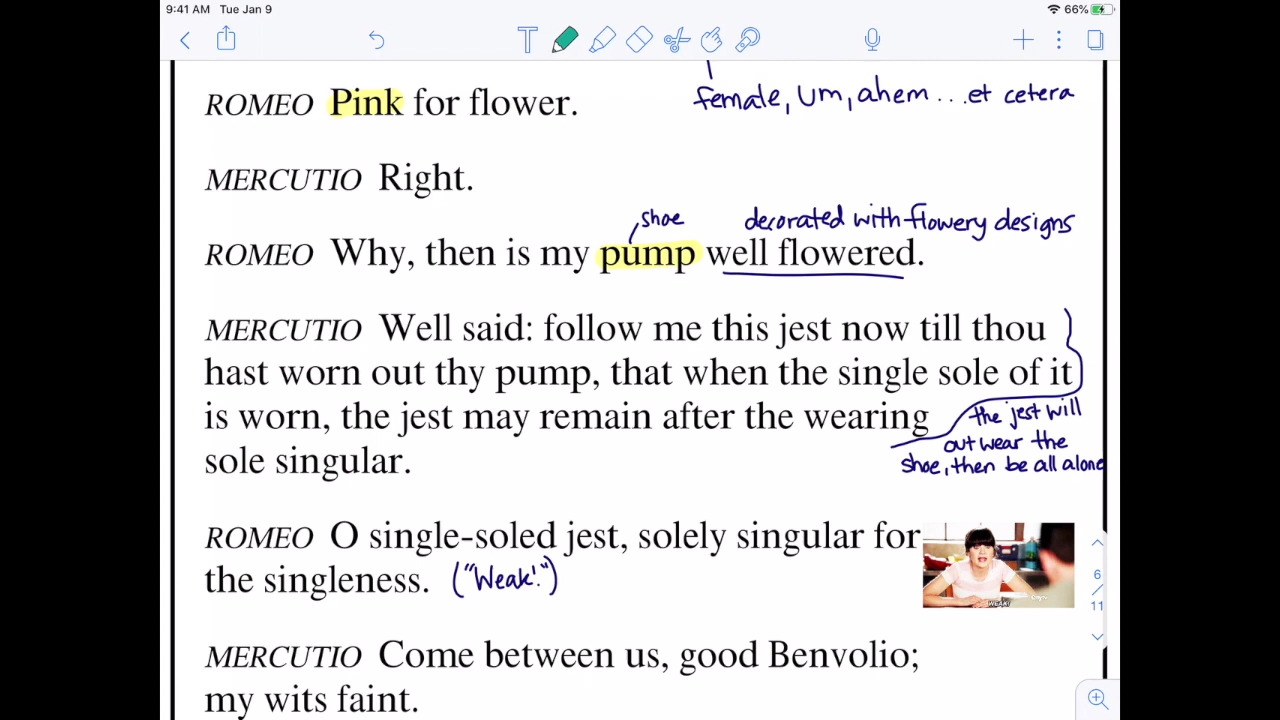 9:41 AM Tue Jan 9
66%
ROMEO Pink for flower.
female, um, ahem...et cetera
MERCUTIO Right.
shoe
decorated with flowery designs
ROMEO Why, then is my pump well flowered.
MERCUTIO Well said: follow me this jest now till thou
hast worn out thy pump, that when the single sole of it
is worn, the jest may remain after the wearing
sole singular.
the jest will
out wear the
shoe, then be all alone
ROMEO O single-soled jest, solely singular for
the singleness. ("Weak!")
WEAK!
6
11
MERCUTIO Come between us, good Benvolio;
my wits faint.